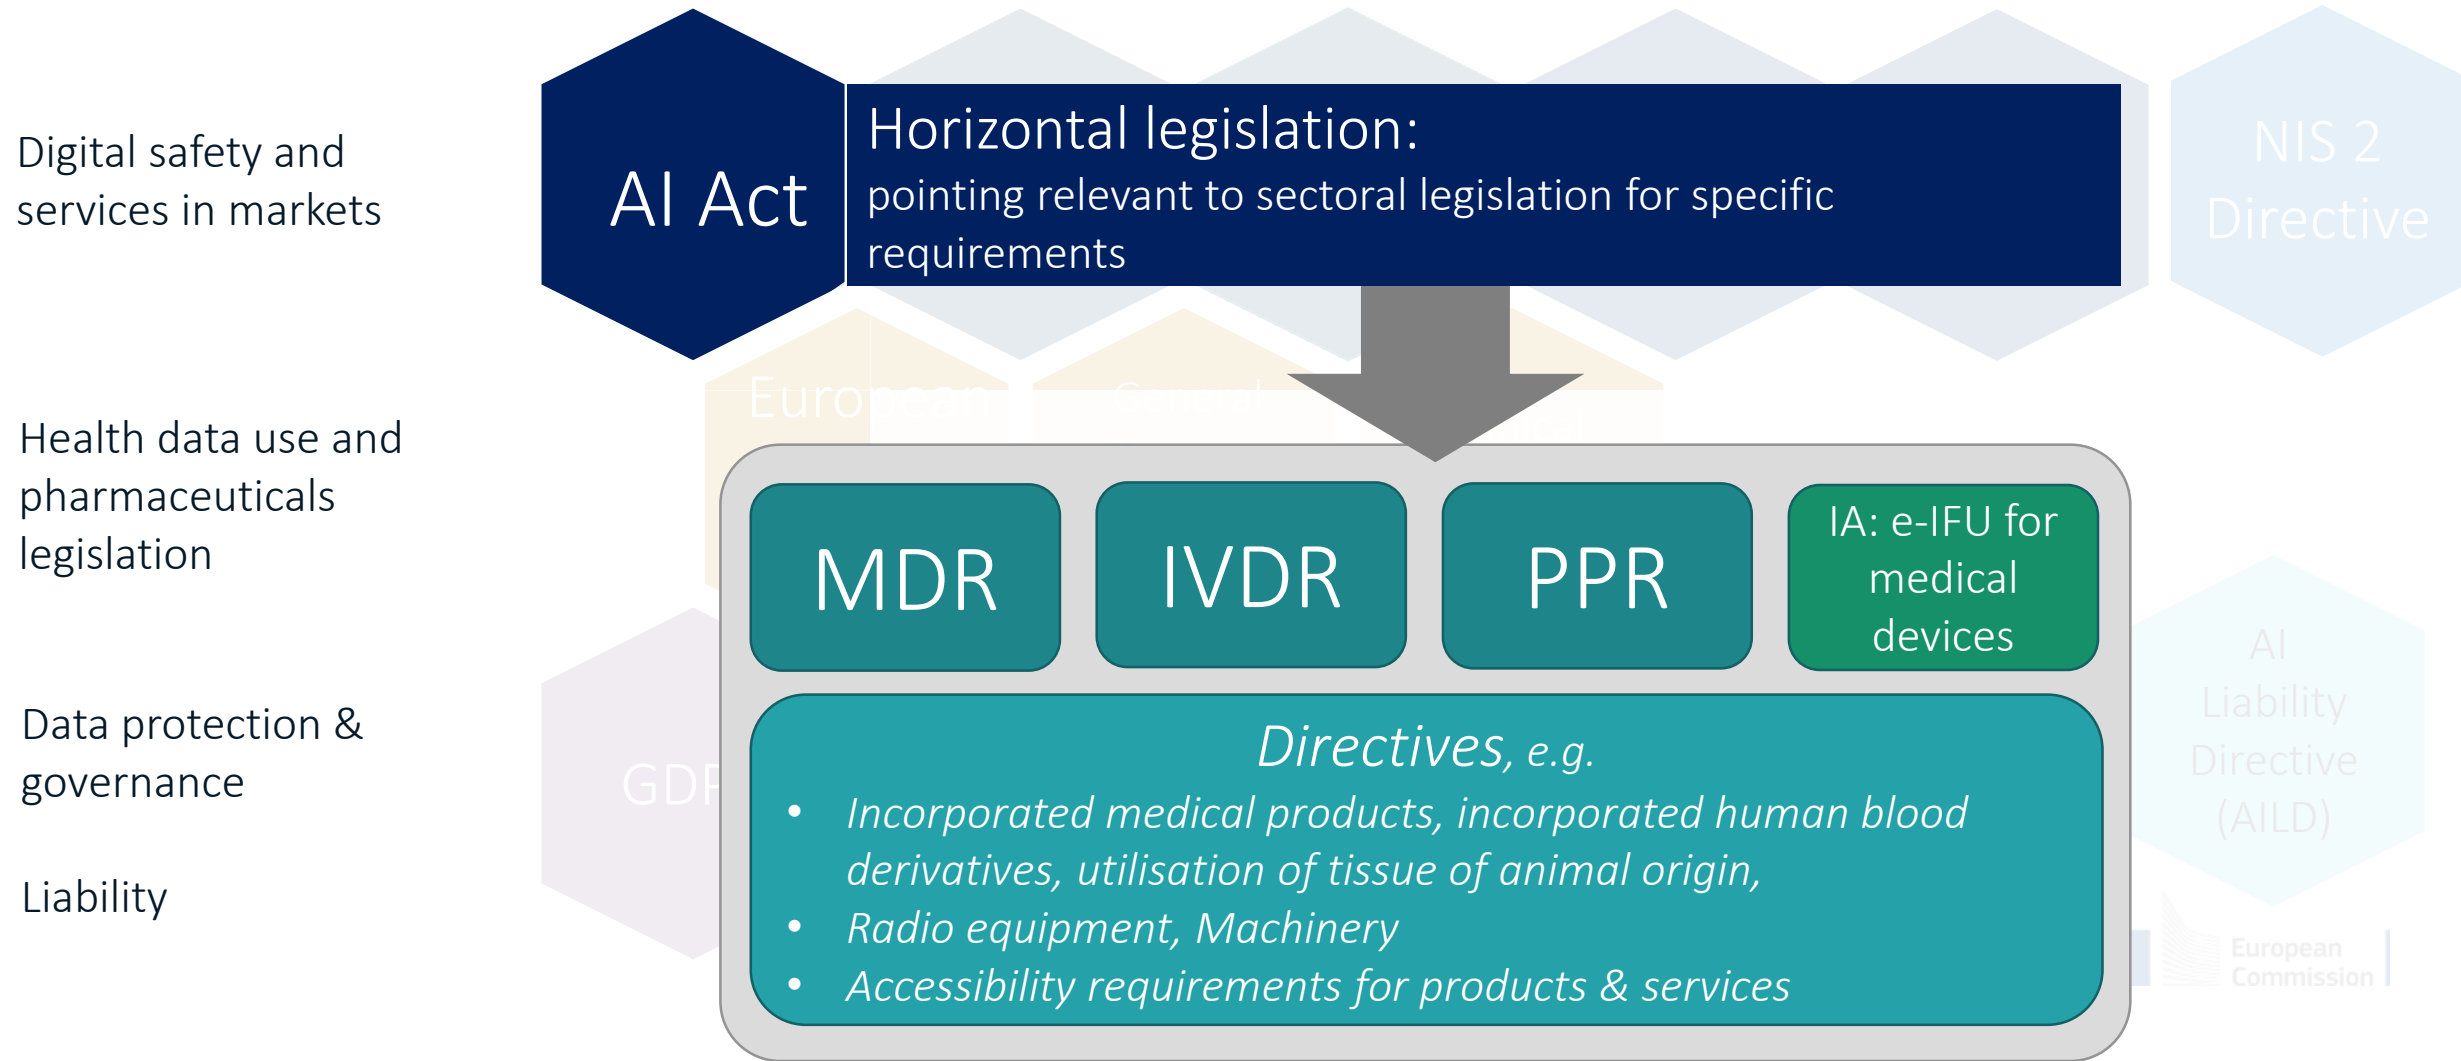 Digital safety and
services in markets
AI Act
Horizontal legislation:
pointing relevant to sectoral legislation for specific
requirements
NIS 2
Directive
European
General
Health data use and
pharmaceuticals
legislation
MDR
IVDR
PPR
IA: e-IFU for
medical
devices
Data protection &
governance
Liability
Directives, e.g.
• Incorporated medical products, incorporated human blood
derivatives, utilisation of tissue of animal origin,
• Radio equipment, Machinery
• Accessibility requirements for products & services
AI
Liability
Directive
(AILD)
European
Commission